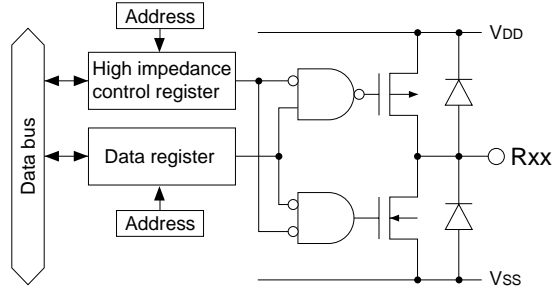 Address
VDD
High impedance
control register
Data bus
Data register
Rxx
Address
VSS